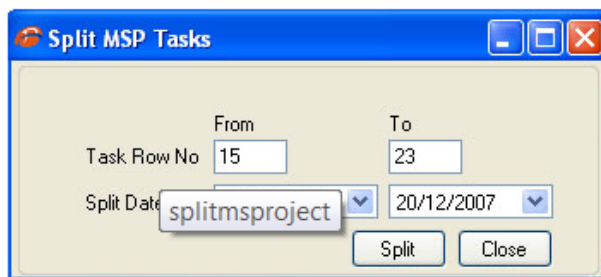 Split MSP Tasks
From To
Task Row No 15 23
Split Date 20/12/2007
splitmsproject
Split Close